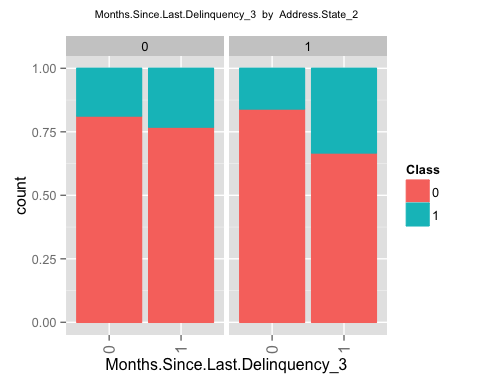 Months.Since.Last.Delinquency_3 by Address.State_2
0 1
1.00
0.75
0.50
0.25
0.00
count
0 1 0 1
Months.Since.Last.Delinquency_3
Class
0
1